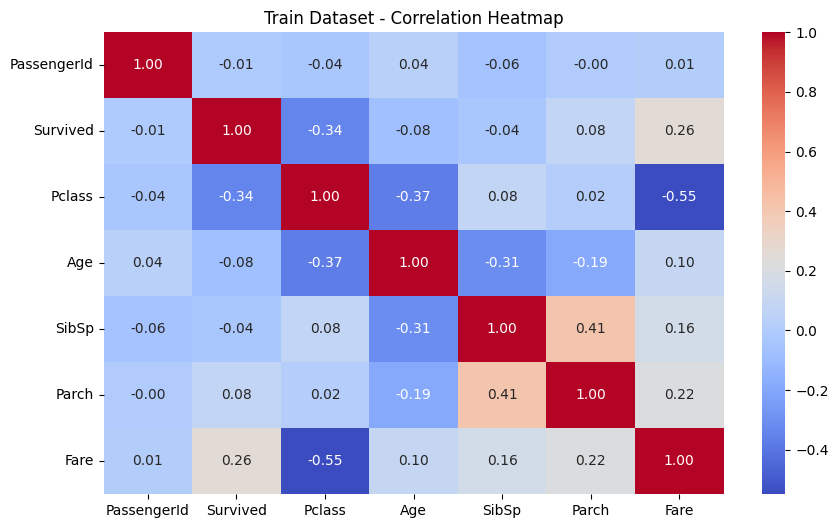 Train Dataset - Correlation Heatmap
PassengerId 1.00 -0.01 -0.04 0.04 -0.06 -0.00 0.01
Survived -0.01 1.00 -0.34 -0.08 -0.04 0.08 0.26
Pclass -0.04 -0.34 1.00 -0.37 0.08 0.02 -0.55
Age 0.04 -0.08 -0.37 1.00 -0.31 -0.19 0.10
SibSp -0.06 -0.04 0.08 -0.31 1.00 0.41 0.16
Parch -0.00 0.08 0.02 -0.19 0.41 1.00 0.22
Fare 0.01 0.26 -0.55 0.10 0.16 0.22 1.00
PassengerId Survived Pclass Age SibSp Parch Fare
1.0
0.8
0.6
0.4
0.2
0.0
−0.2
−0.4